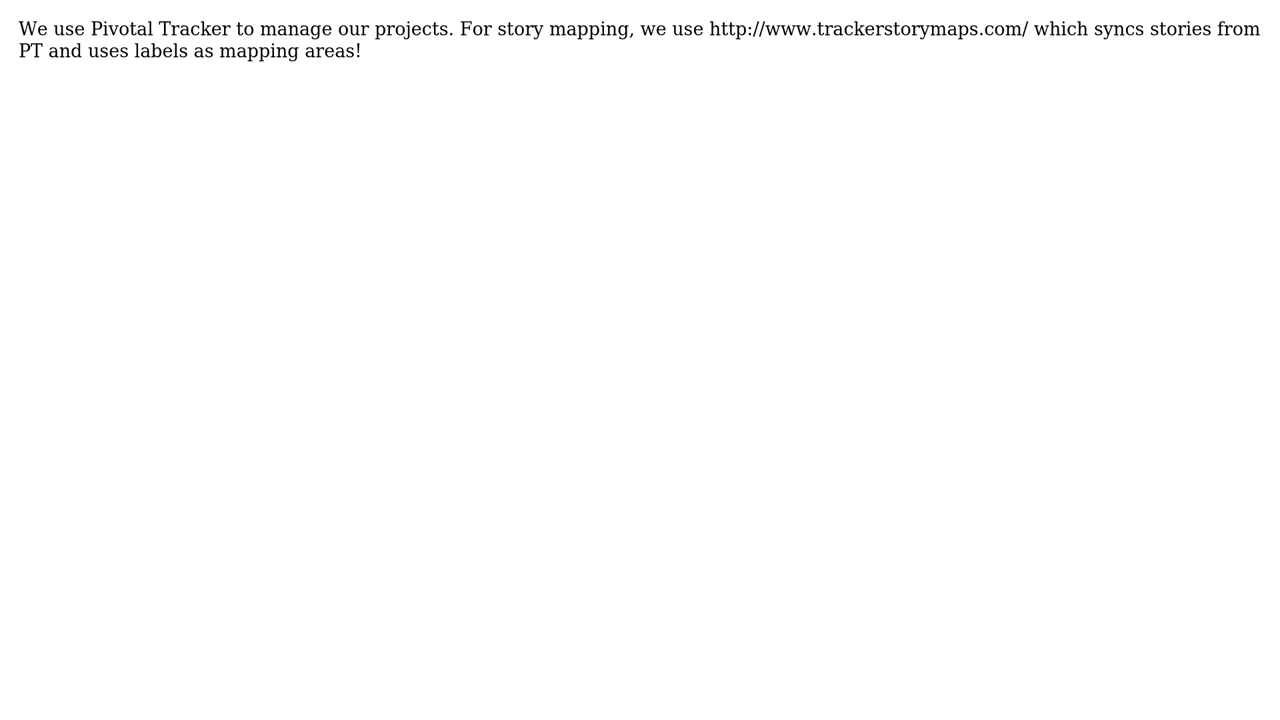 We use Pivotal Tracker to manage our projects. For story mapping, we use http://www.trackerstorymaps.com/ which syncs stories from
PT and uses labels as mapping areas!